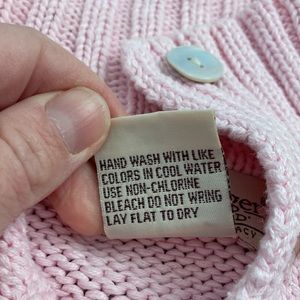 HAND WASH WITH LIKE
COLORS IN COOL WATER
USE NON-CHLORINE
BLEACH DO NOT WRING
LAY FLAT TO DRY